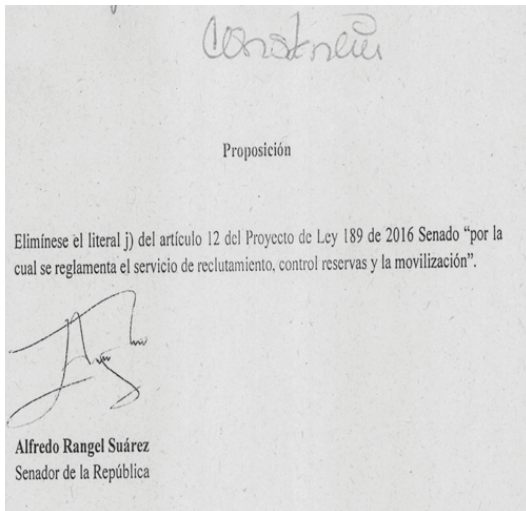 Constancia
Proposición
Elimínese el literal j) del artículo 12 del Proyecto de Ley 189 de 2016 Senado “por la
cual se reglamenta el servicio de reclutamiento, control reservas y la movilización”.
Alfredo Rangel Suárez
Senador de la República